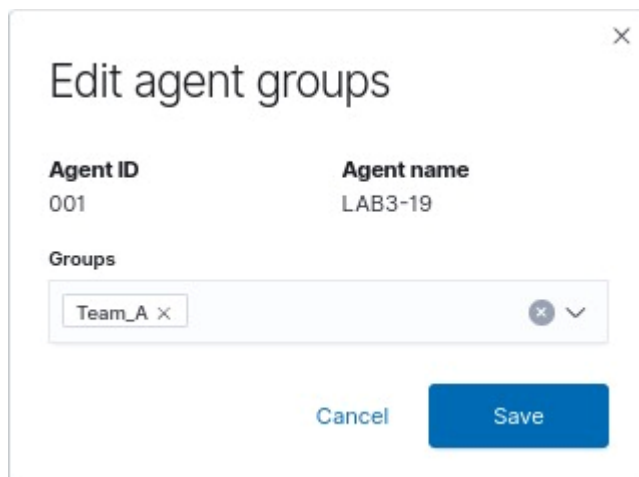 Edit agent groups
Agent ID Agent name
001 LAB3-19
Groups
Team_A
Cancel Save